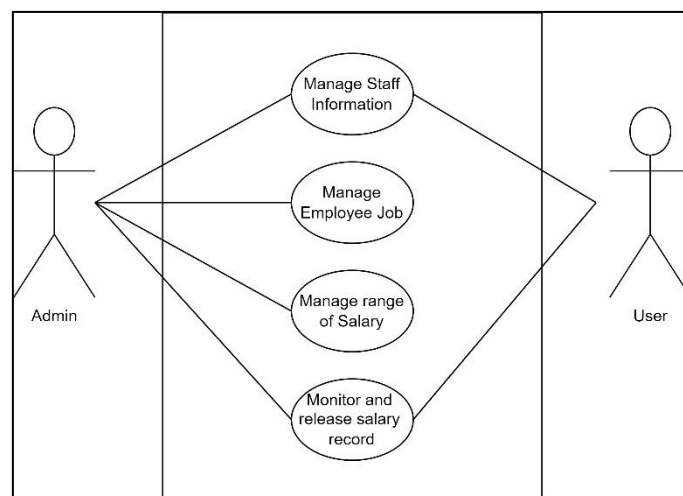 Manage Staff
Information
Manage
Employee Job
Manage range
of Salary
Admin
User
Monitor and
release salary
record